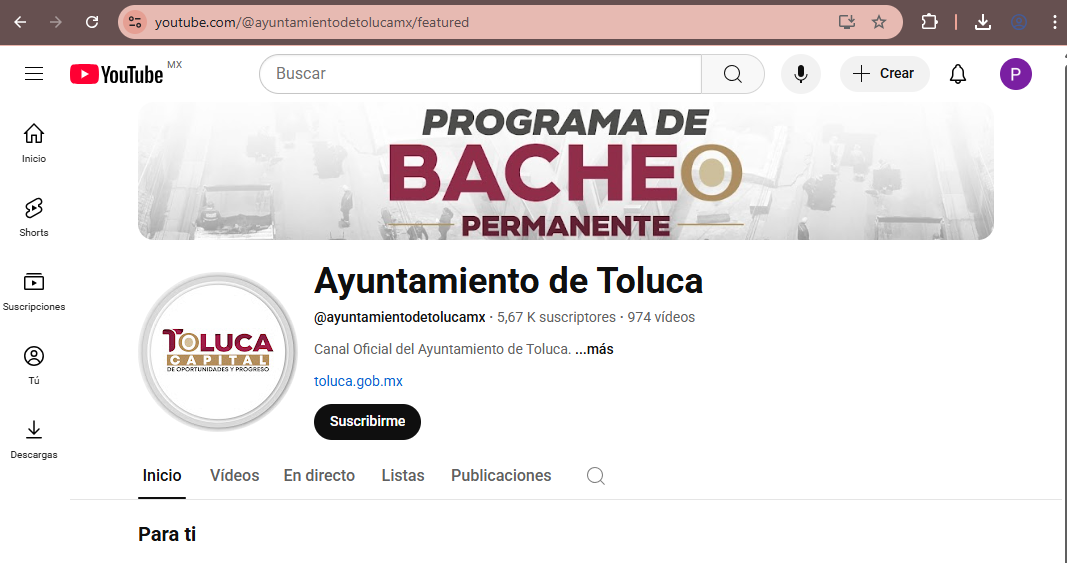 youtube.com/@ayuntamientodetolucamx/featured
YouTube MX
Buscar
Crear
P
Inicio
Shorts
Suscripciones
Tú
Descargas
PROGRAMA DE
BACHEO
PERMANENTE
TOLUCA
CAPITAL
DE OPORTUNIDADES Y PROGRESO
Ayuntamiento de Toluca
@ayuntamientodetolucamx · 5,67 K suscriptores · 974 vídeos
Canal Oficial del Ayuntamiento de Toluca. ...más
toluca.gob.mx
Suscribirme
Inicio Vídeos En directo Listas Publicaciones
Para ti